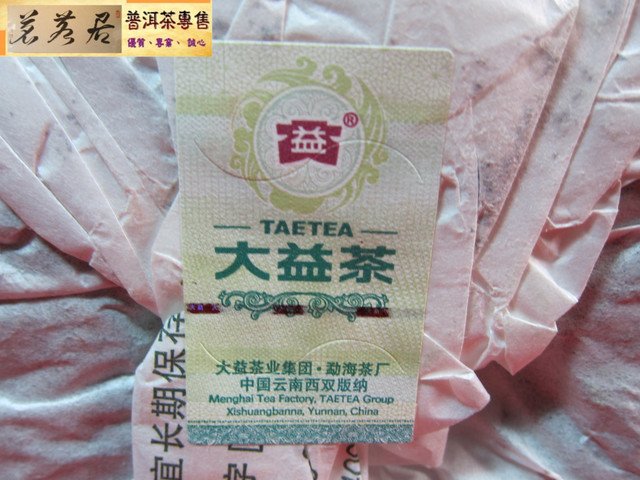 茗茗居
普洱茶專售
優質、專業、誠心
益®
TAETEA
大益茶
大益茶业集团·勐海茶厂
中国云南西双版纳
Menghai Tea Factory, TAETEA Group
Xishuangbanna, Yunnan, China
宜长期保存